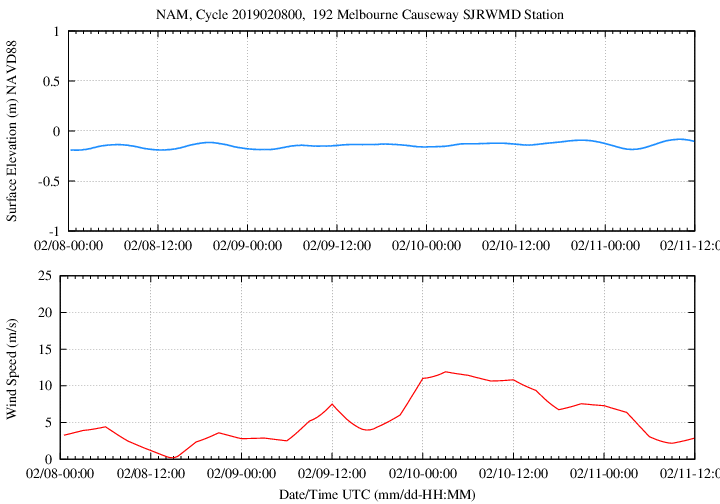 NAM, Cycle 2019020800,  192 Melbourne Causeway SJRWMD Station
Surface Elevation (m) NAVD88
1
0.5
0
-0.5
-1
02/08-00:00 02/08-12:00 02/09-00:00 02/09-12:00 02/10-00:00 02/10-12:00 02/11-00:00 02/11-12:0
Wind Speed (m/s)
25
20
15
10
5
0
02/08-00:00 02/08-12:00 02/09-00:00 02/09-12:00 02/10-00:00 02/10-12:00 02/11-00:00 02/11-12:0
Date/Time UTC (mm/dd-HH:MM)